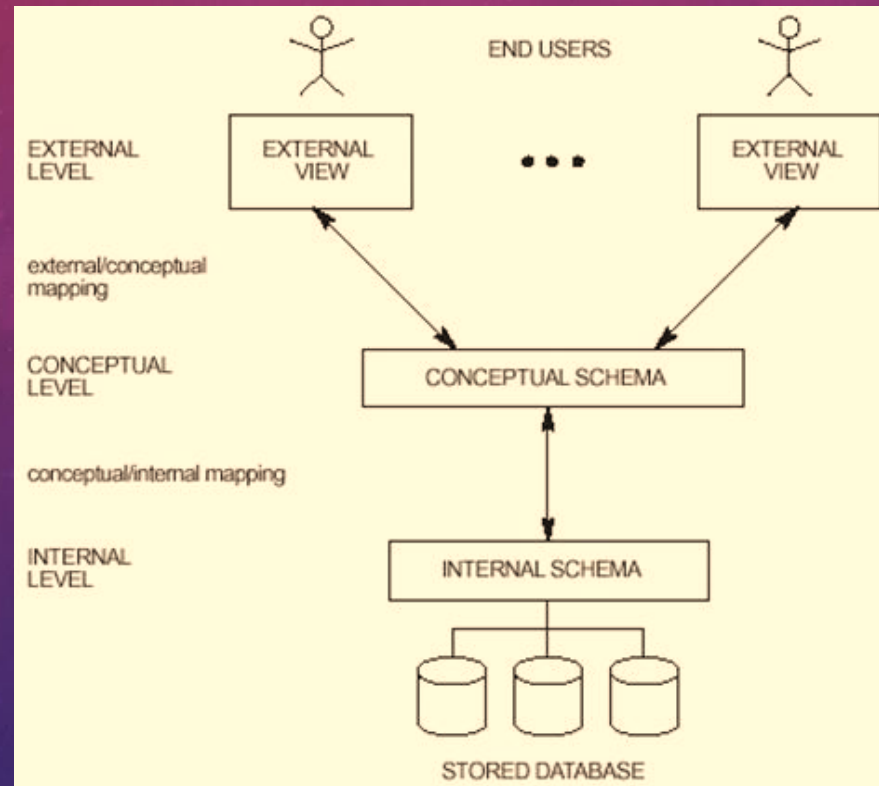 END USERS
EXTERNAL
LEVEL
EXTERNAL
VIEW
EXTERNAL
VIEW
external/conceptual
mapping
CONCEPTUAL
LEVEL
CONCEPTUAL SCHEMA
conceptual/internal mapping
INTERNAL
LEVEL
INTERNAL SCHEMA
STORED DATABASE